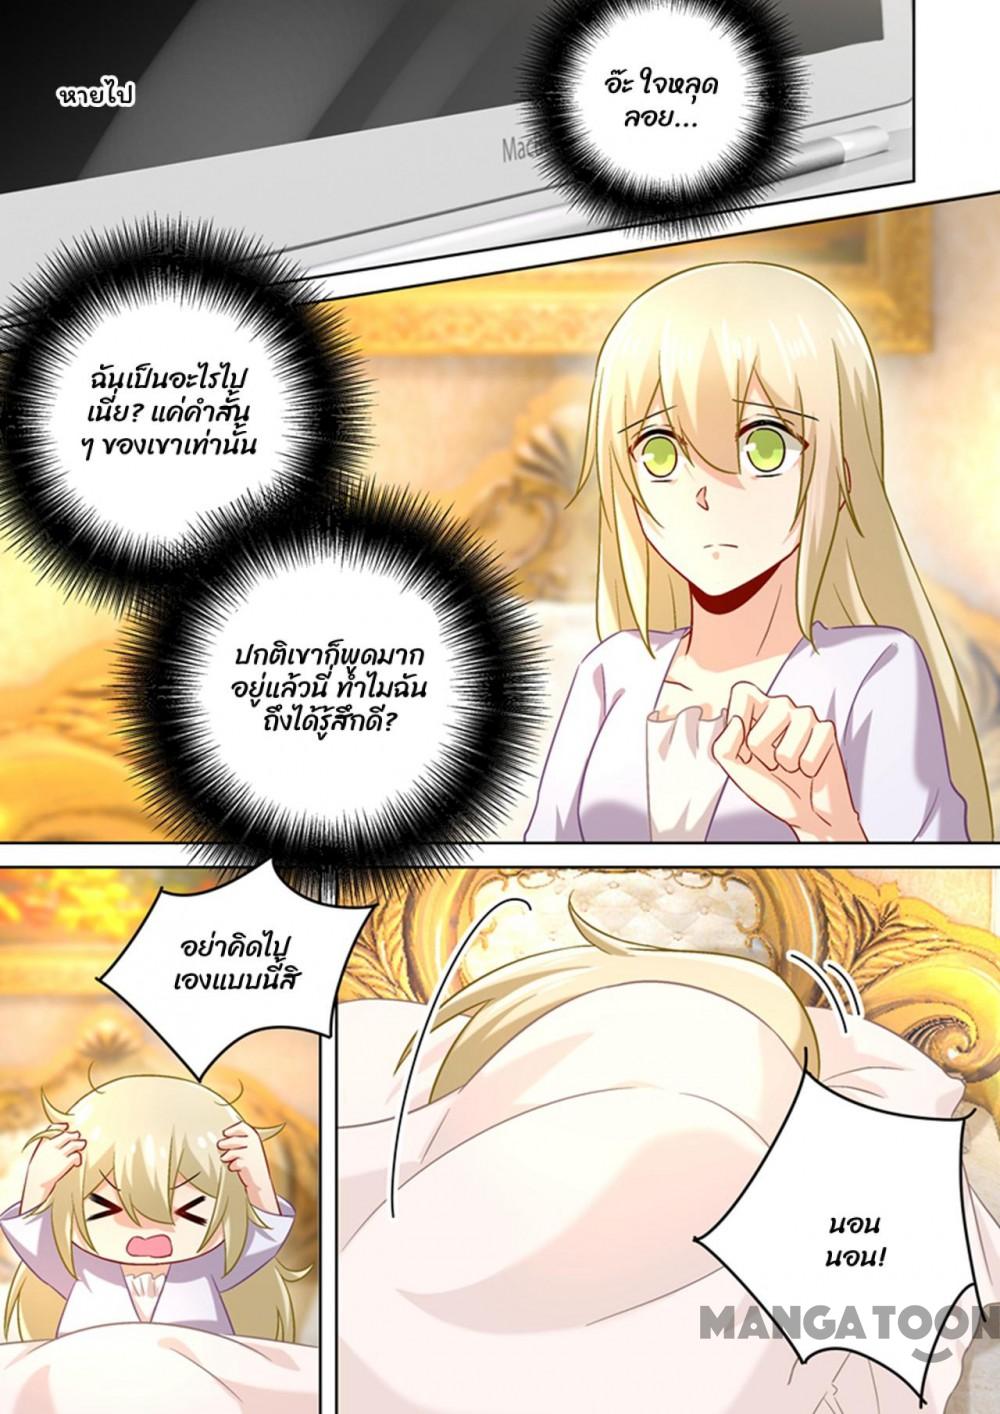 หายไป
อ๊ะ ใจหลุด
ลอย...
ฉันเป็นอะไรไป
เนี่ย? แค่คำสั้น
ๆ ของเขาเท่านั้น
ปกติเขาก็พูดมาก
อยู่แล้วนี่ ทำไมฉัน
ถึงได้รู้สึกดี?
อย่าคิดไป
เองแบบนี้สิ
นอน
นอน!
MANGATOON